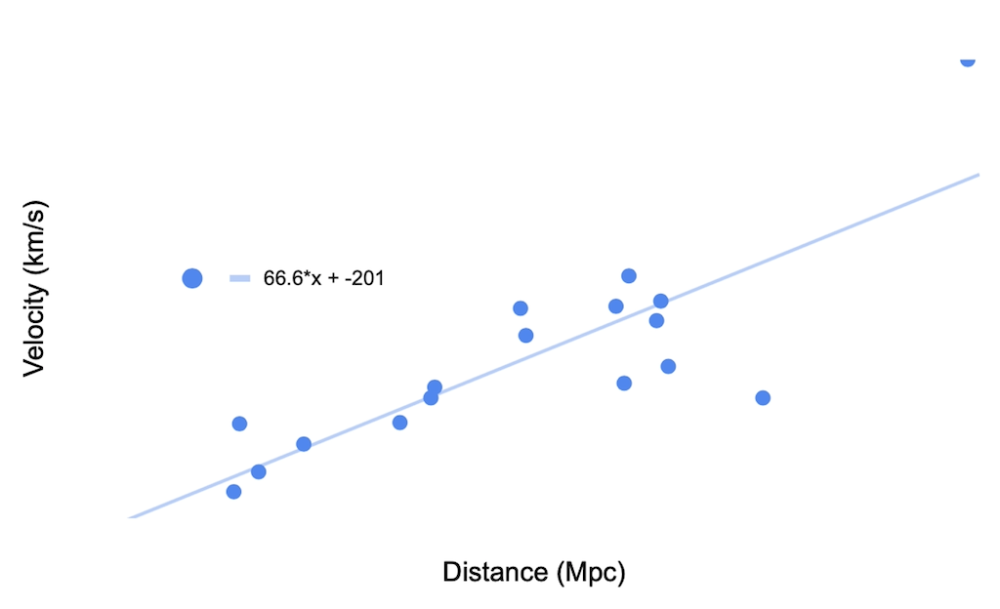 Velocity (km/s)
66.6*x + -201
Distance (Mpc)